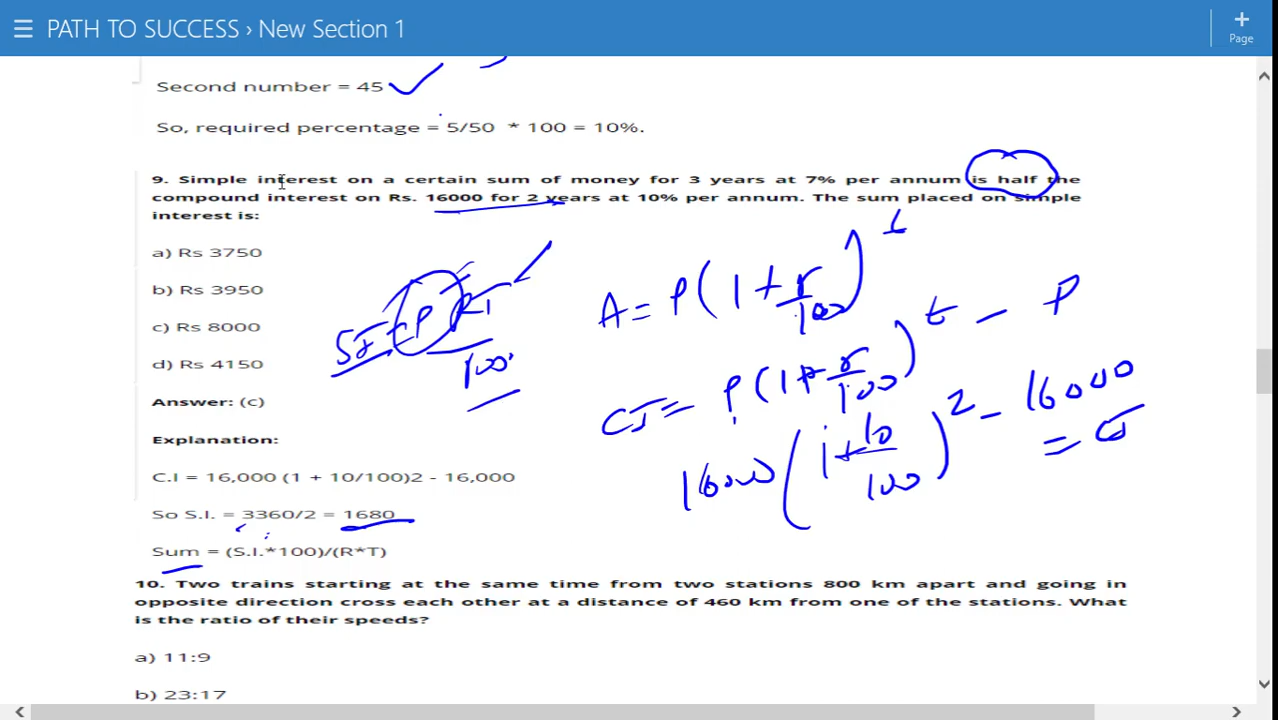 PATH TO SUCCESS › New Section 1
Page
Second number = 45
So, required percentage = 5/50 * 100 = 10%.
9. Simple interest on a certain sum of money for 3 years at 7% per annum is half the
compound interest on Rs. 16000 for 2 years at 10% per annum. The sum placed on simple
interest is:
a) Rs 3750
b) Rs 3950
c) Rs 8000
d) Rs 4150
Answer: (c)
Explanation:
C.I = 16,000 (1 + 10/100)2 - 16,000
So S.I. = 3360/2 = 1680
Sum = (S.I.*100)/(R*T)
SI = P
100
A = P(1 + r/100)
CI = P(1 + r/100)t - P
16000(1 + 10/100)2 - 16000
= CI
10. Two trains starting at the same time from two stations 800 km apart and going in
opposite direction cross each other at a distance of 460 km from one of the stations. What
is the ratio of their speeds?
a) 11:9
b) 23:17